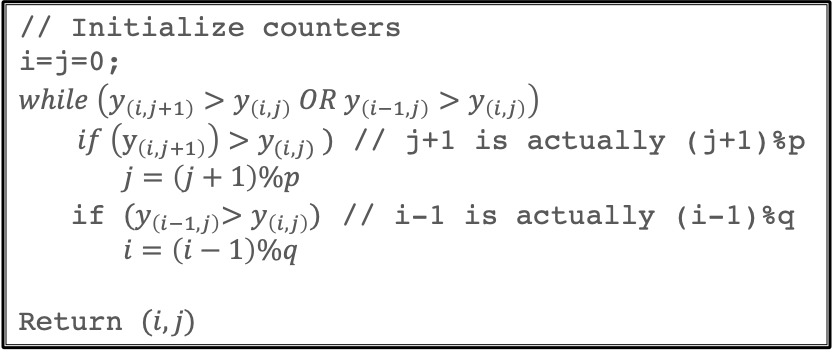 // Initialize counters
i=j=0;
while (y(i,j+1) > y(i,j) OR y(i−1,j) > y(i,j))
if (y(i,j+1)) > y(i,j) ) // j+1 is actually (j+1)%p
j = (j + 1)%p
if (y(i−1,j)> y(i,j)) // i-1 is actually (i-1)%q
i = (i − 1)%q
Return (i,j)